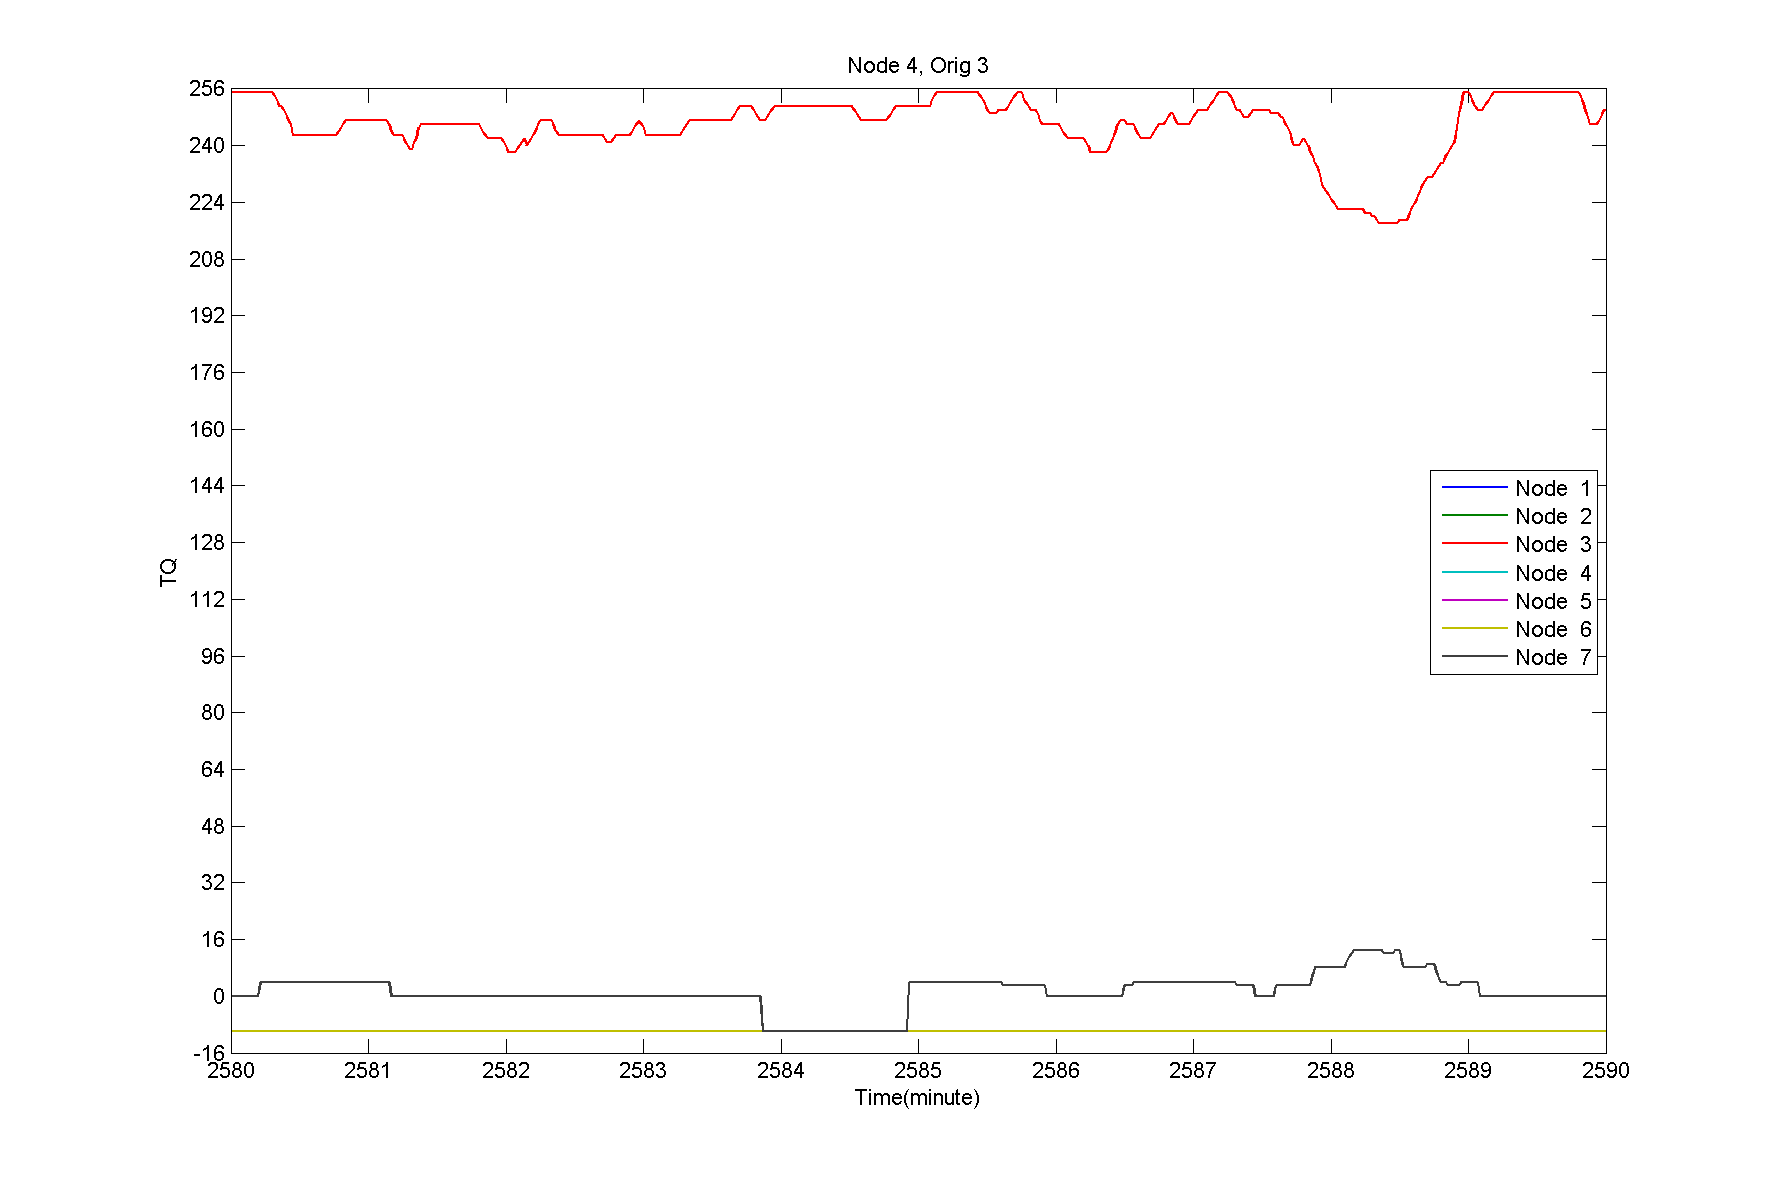 Node 4, Orig 3
256
240
224
208
192
176
160
144
128
112
96
80
64
48
32
16
0
-16
TQ
Node 1
Node 2
Node 3
Node 4
Node 5
Node 6
Node 7
2580 2581 2582 2583 2584 2585 2586 2587 2588 2589 2590
Time(minute)